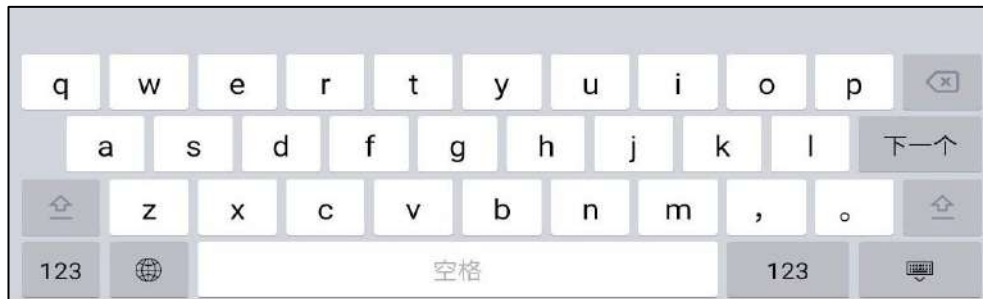 q w e r t y u i o p
a s d f g h j k l 下一个
z x c v b n m ， 。
123 空格 123